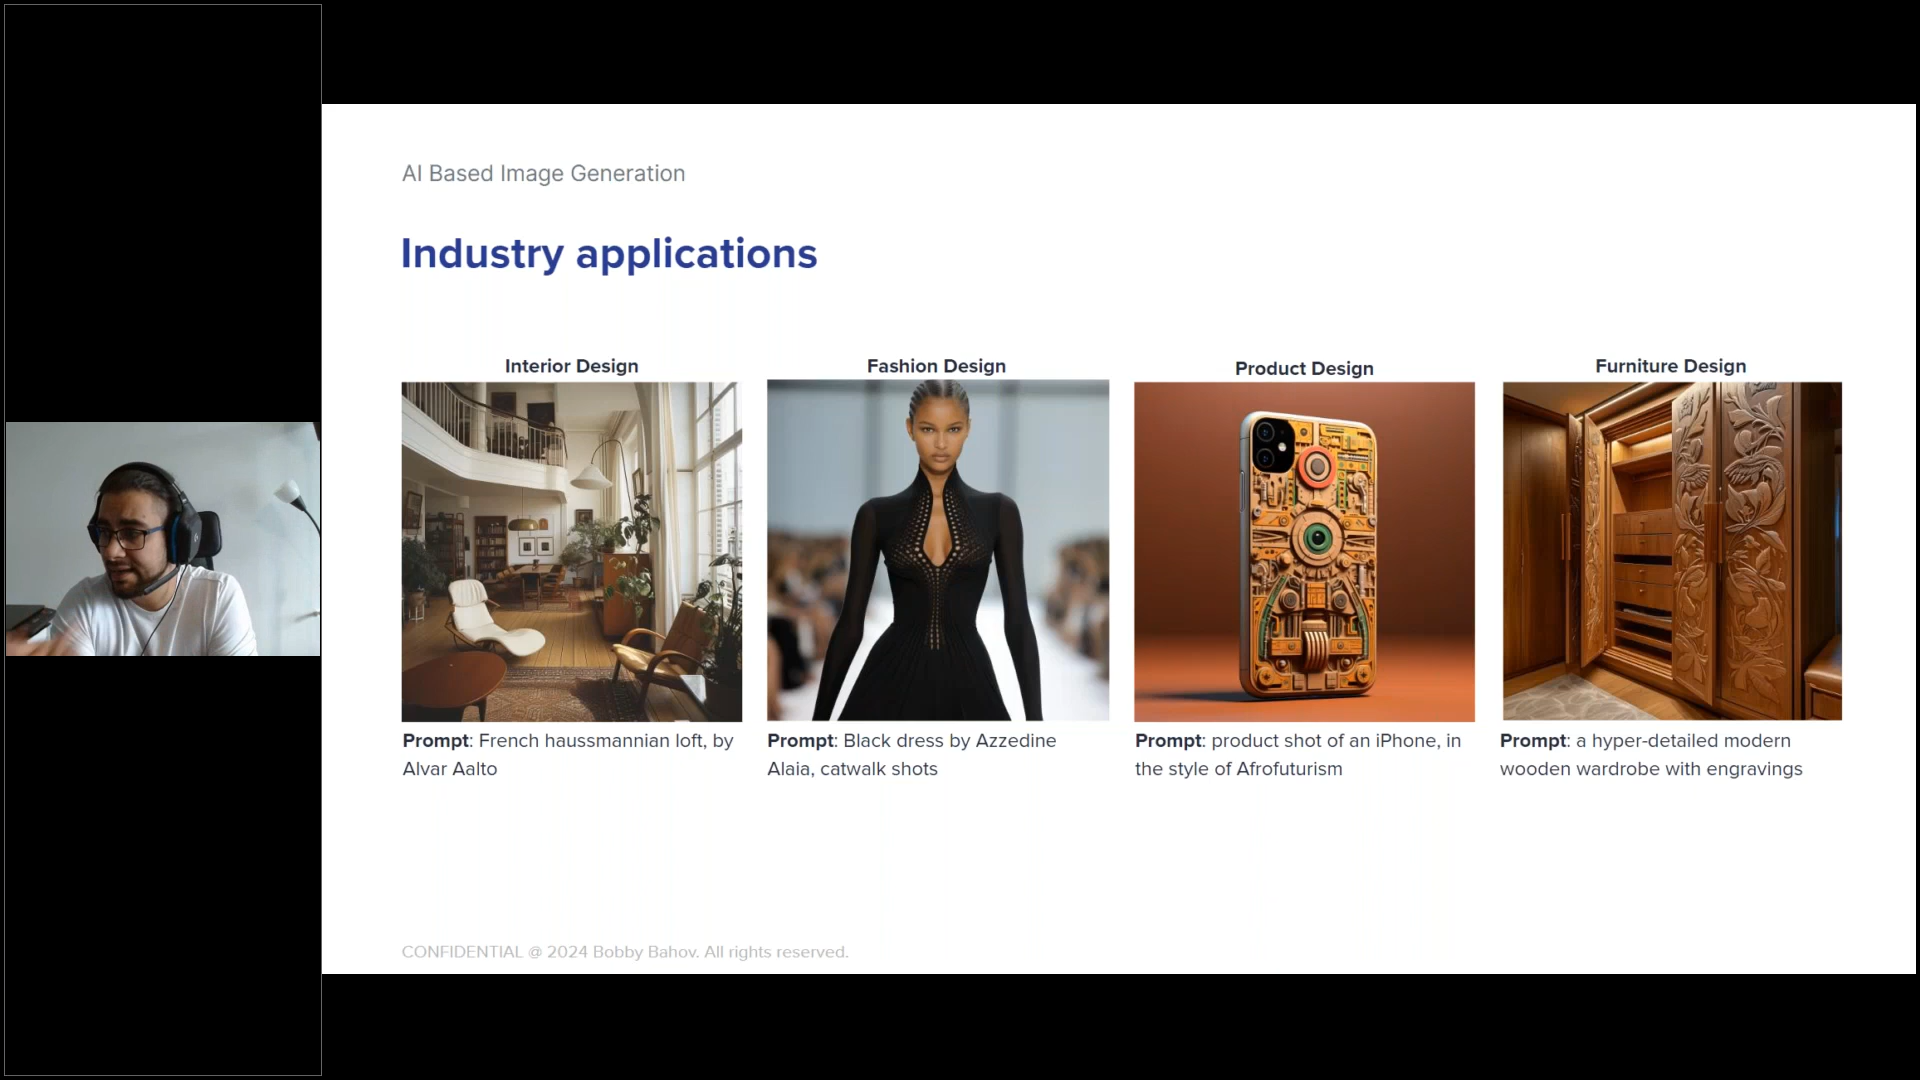 AI Based Image Generation
Industry applications
Interior Design
Fashion Design
Product Design
Furniture Design
Prompt: French haussmannian loft, by
Alvar Aalto
Prompt: Black dress by Azzedine
Alaia, catwalk shots
Prompt: product shot of an iPhone, in
the style of Afrofuturism
Prompt: a hyper-detailed modern
wooden wardrobe with engravings
CONFIDENTIAL @ 2024 Bobby Bahov. All rights reserved.